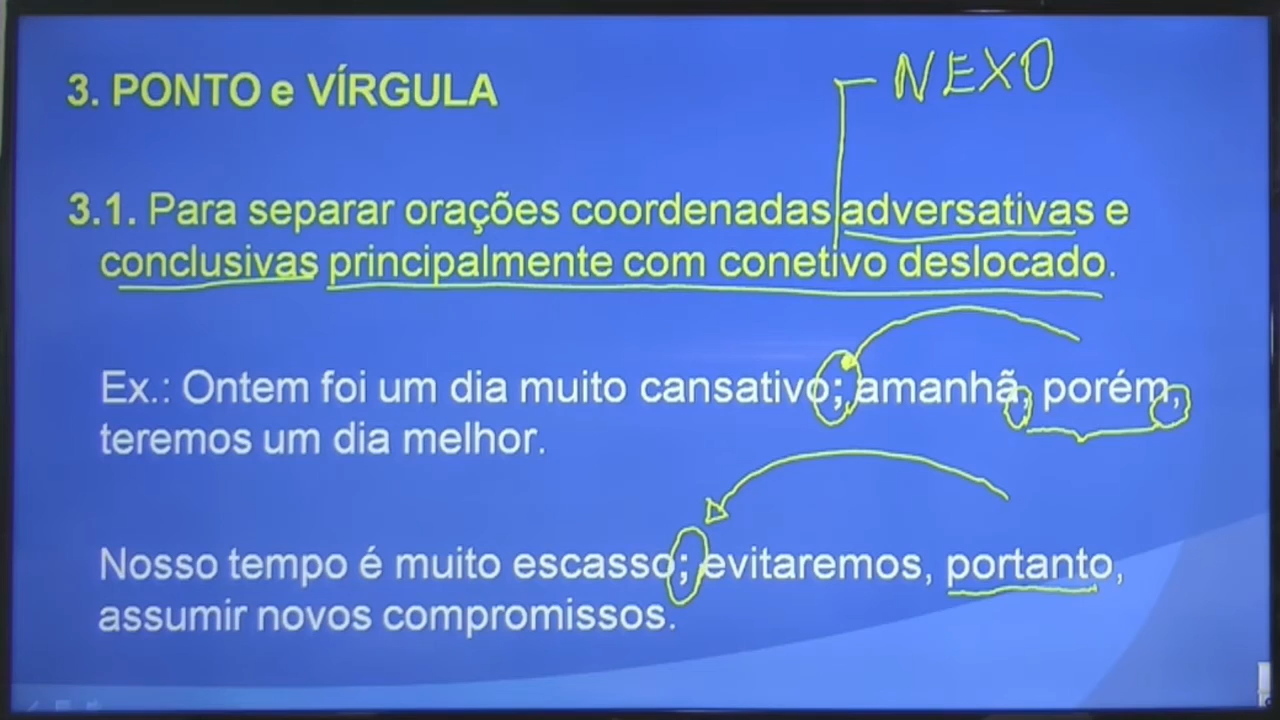 NEXO
3. PONTO e VÍRGULA
3.1. Para separar orações coordenadas adversativas e
conclusivas principalmente com conetivo deslocado.
Ex.: Ontem foi um dia muito cansativo; amanhã, porém,
teremos um dia melhor.
Nosso tempo é muito escasso; evitaremos, portanto,
assumir novos compromissos.